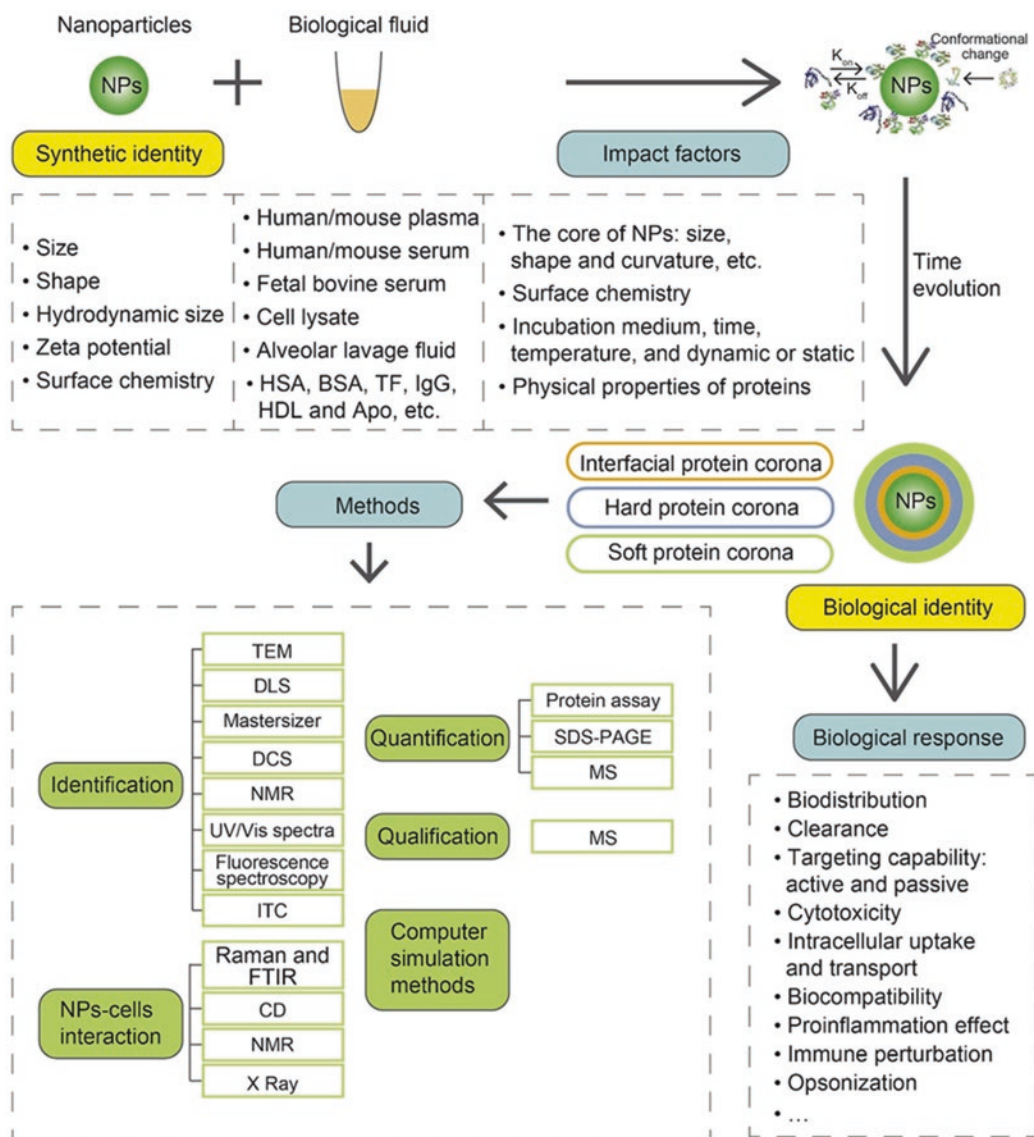 Nanoparticles
Biological fluid
NPs
Kon
Koff
NPs
Conformational
change
Synthetic identity
Impact factors
• Size
• Shape
• Hydrodynamic size
• Zeta potential
• Surface chemistry
• Human/mouse plasma
• Human/mouse serum
• Fetal bovine serum
• Cell lysate
• Alveolar lavage fluid
• HSA, BSA, TF, IgG,
HDL and Apo, etc.
• The core of NPs: size,
shape and curvature, etc.
• Surface chemistry
• Incubation medium, time,
temperature, and dynamic or static
• Physical properties of proteins
Time
evolution
Interfacial protein corona
Hard protein corona
Soft protein corona
NPs
Methods
Biological identity
Biological response
Identification
TEM
DLS
Mastersizer
DCS
NMR
UV/Vis spectra
Fluorescence
spectroscopy
ITC
NPs-cells
interaction
Raman and
FTIR
CD
NMR
X Ray
Quantification
Protein assay
SDS-PAGE
MS
Qualification
MS
Computer
simulation
methods
• Biodistribution
• Clearance
• Targeting capability:
active and passive
• Cytotoxicity
• Intracellular uptake
and transport
• Biocompatibility
• Proinflammation effect
• Immune perturbation
• Opsonization
• ...